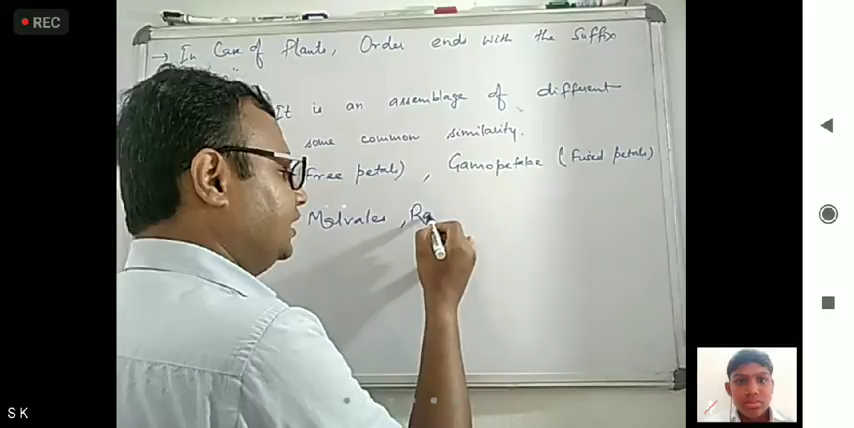 REC
→ In Case of Plants, Order ends with the Suffix
It is an assemblage of different
some common similarity.
(Free petals), Gamopetalae (Fused petals)
Malvales, Ro
S K